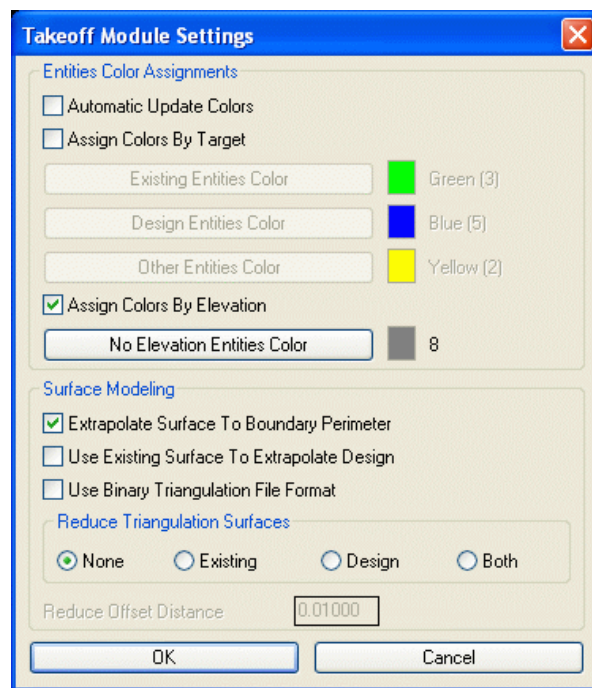 Takeoff Module Settings
Entities Color Assignments
Automatic Update Colors
Assign Colors By Target
Existing Entities Color Green (3)
Design Entities Color Blue (5)
Other Entities Color Yellow (2)
Assign Colors By Elevation
No Elevation Entities Color 8
Surface Modeling
Extrapolate Surface To Boundary Perimeter
Use Existing Surface To Extrapolate Design
Use Binary Triangulation File Format
Reduce Triangulation Surfaces
None Existing Design Both
Reduce Offset Distance 0.01000
OK Cancel